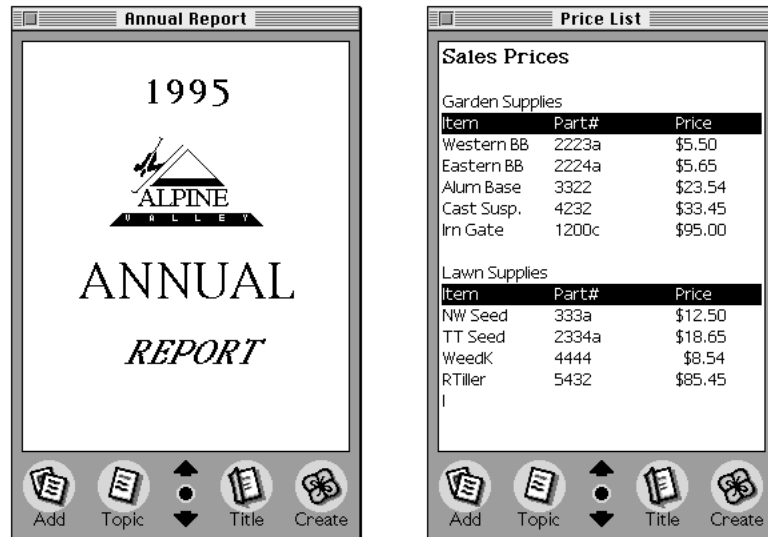 Annual Report
1995
ALPINE
VALLEY
ANNUAL
REPORT
Add Topic Title Create
Price List
Sales Prices
Garden Supplies
Item Part# Price
Western BB 2223a $5.50
Eastern BB 2224a $5.65
Alum Base 3322 $23.54
Cast Susp. 4232 $33.45
Irn Gate 1200c $95.00
Lawn Supplies
Item Part# Price
NW Seed 333a $12.50
TT Seed 2334a $18.65
WeedK 4444 $8.54
RTiller 5432 $85.45
Add Topic Title Create